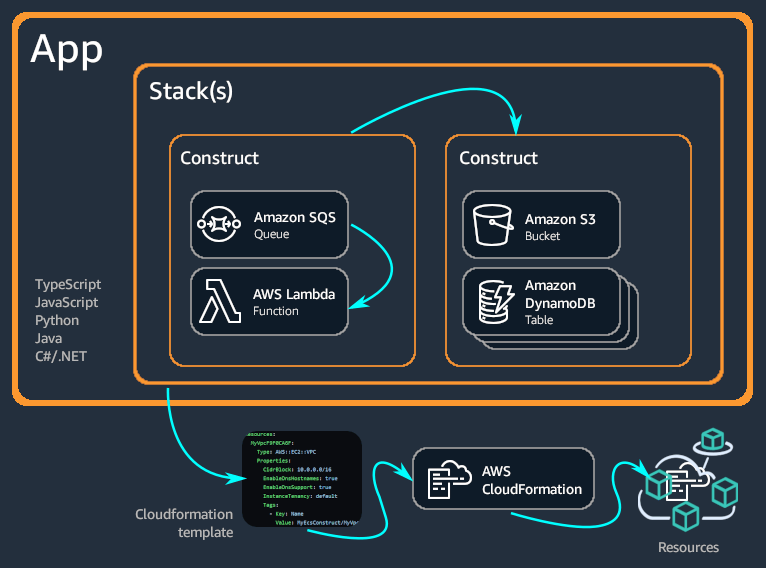 App
Stack(s)
Construct
Amazon SQS
Queue
AWS Lambda
Function
Construct
Amazon S3
Bucket
Amazon
DynamoDB
Table
TypeScript
JavaScript
Python
Java
C#/.NET
Cloudformation
template
esources:
MyVpcF9F0CA6F:
Type: AWS::EC2::VPC
Properties:
CidrBlock: 10.0.0.0/16
EnableDnsHostnames: true
EnableDnsSupport: true
InstanceTenancy: default
Tags:
- Key: Name
Value: MyEcsConstruct/MyVpc
AWS
CloudFormation
Resources